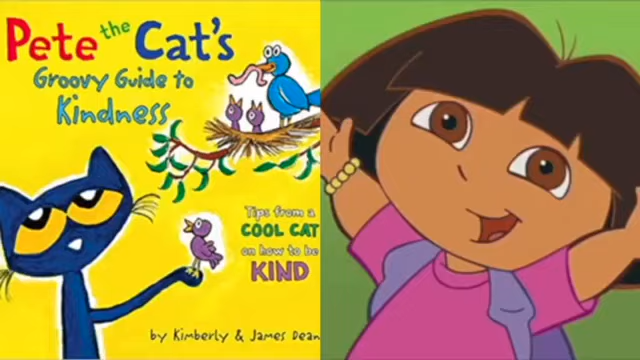 Pete the Cat's
Groovy Guide to
Kindness
Tips from a
COOL CAT
on how to be
KIND
by Kimberly & James Dean